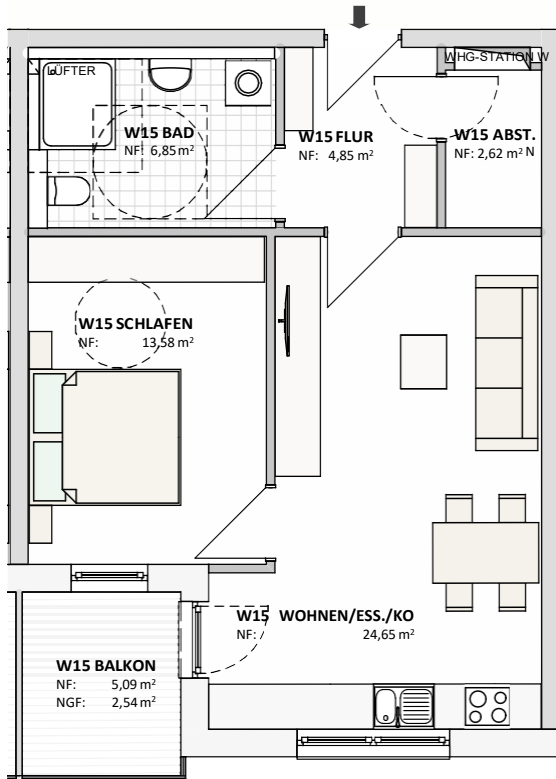 LÜFTER
WHG-STATION W
W15 BAD
NF: 6,85 m²
W15 FLUR
NF: 4,85 m²
W15 ABST.
NF: 2,62 m² N
W15 SCHLAFEN
NF: 13,58 m²
W15 WOHNEN/ESS./KO
NF: 24,65 m²
W15 BALKON
NF: 5,09 m²
NGF: 2,54 m²